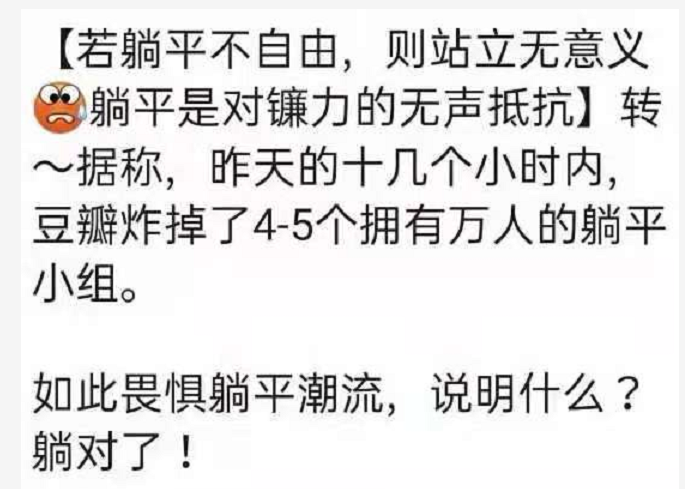 【若躺平不自由，则站立无意义
😟躺平是对镰力的无声抵抗】转
～据称，昨天的十几个小时内，
豆瓣炸掉了4-5个拥有万人的躺平
小组。
如此畏惧躺平潮流，说明什么？
躺对了！